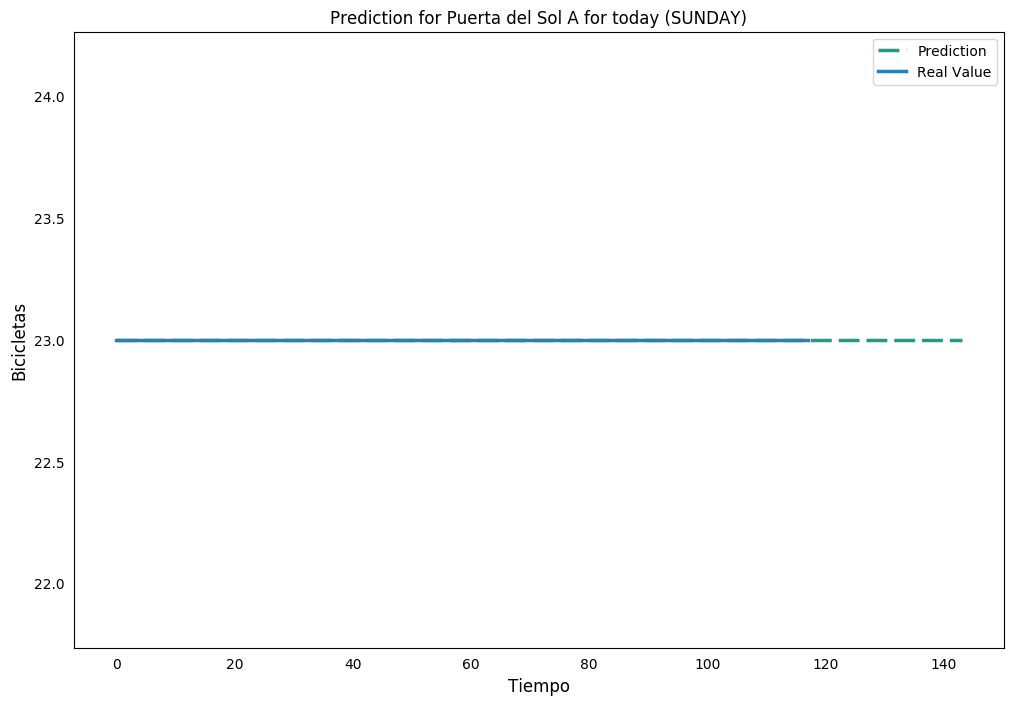 Prediction for Puerta del Sol A for today (SUNDAY)
Prediction
Real Value
24.0
23.5
23.0
22.5
22.0
Bicicletas
0 20 40 60 80 100 120 140
Tiempo